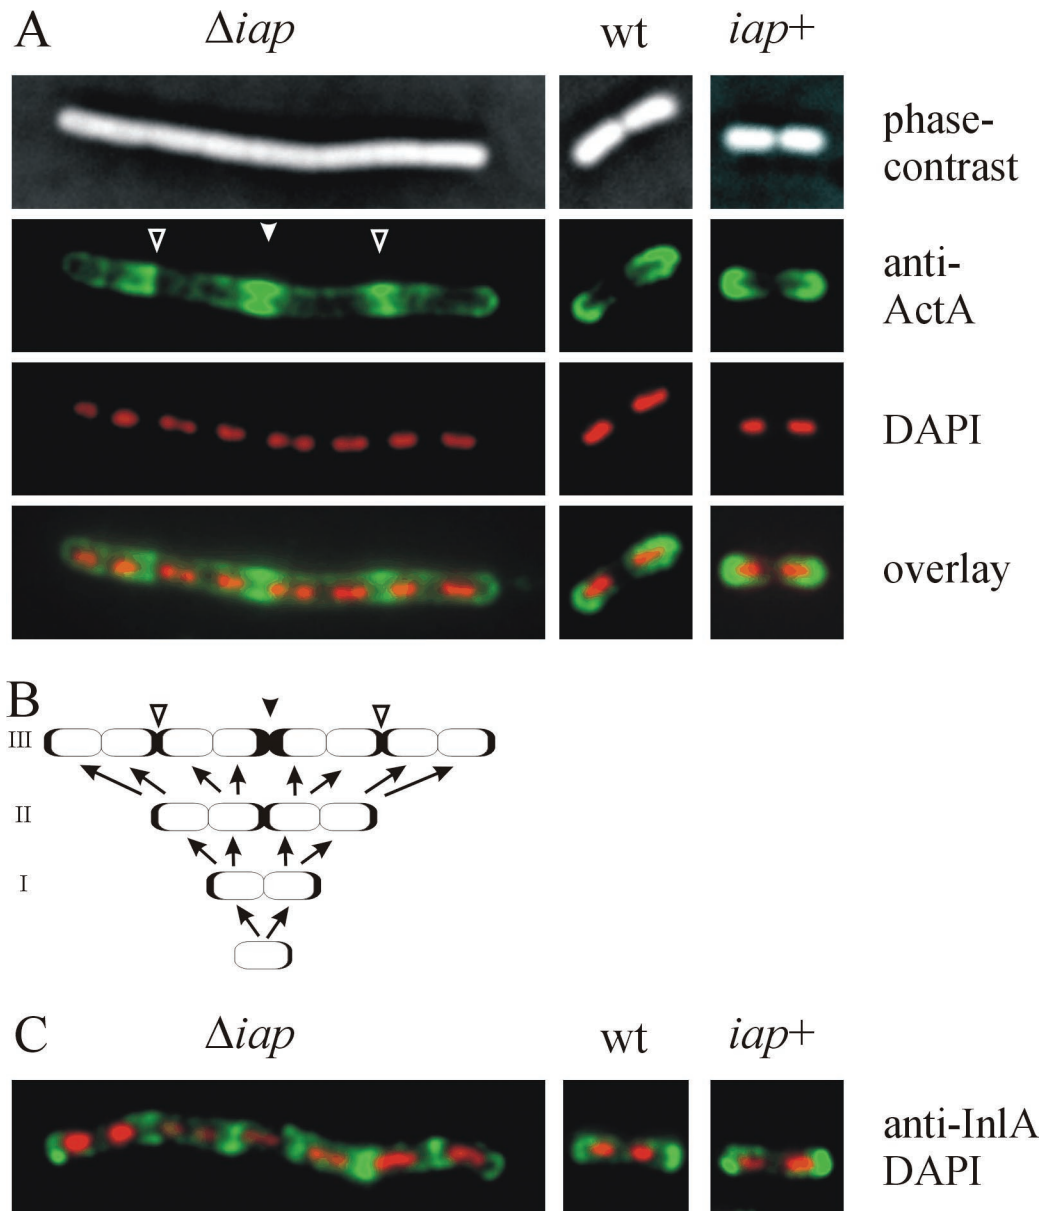 A Δiap wt iap+
phase-
contrast
anti-
ActA
DAPI
overlay
B
III
II
I
C Δiap wt iap+
anti-InlA
DAPI